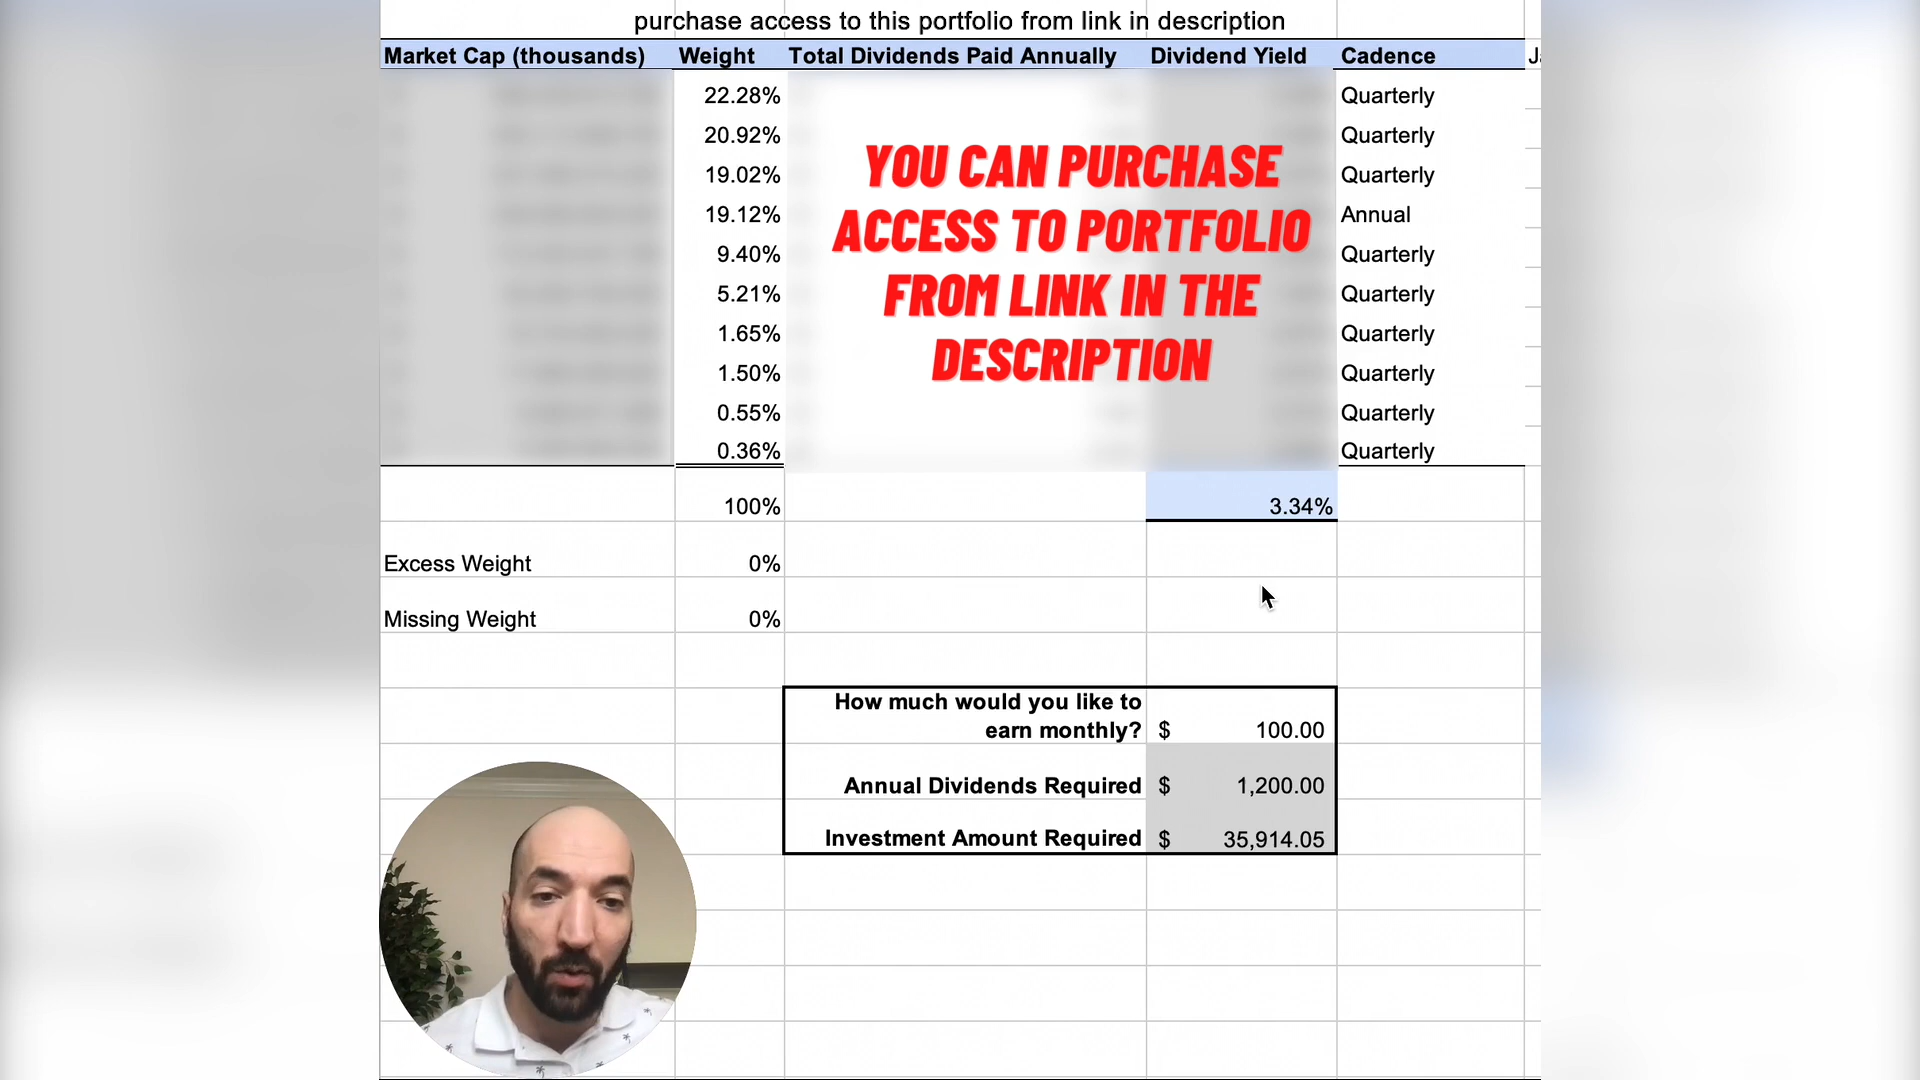 purchase access to this portfolio from link in description
Market Cap (thousands) Weight Total Dividends Paid Annually Dividend Yield Cadence
22.28% Quarterly
20.92% Quarterly
19.02% Quarterly
19.12% Annual
9.40% Quarterly
5.21% Quarterly
1.65% Quarterly
1.50% Quarterly
0.55% Quarterly
0.36% Quarterly
YOU CAN PURCHASE
ACCESS TO PORTFOLIO
FROM LINK IN THE
DESCRIPTION
100% 3.34%
Excess Weight 0%
Missing Weight 0%
How much would you like to
earn monthly? $ 100.00
Annual Dividends Required $ 1,200.00
Investment Amount Required $ 35,914.05